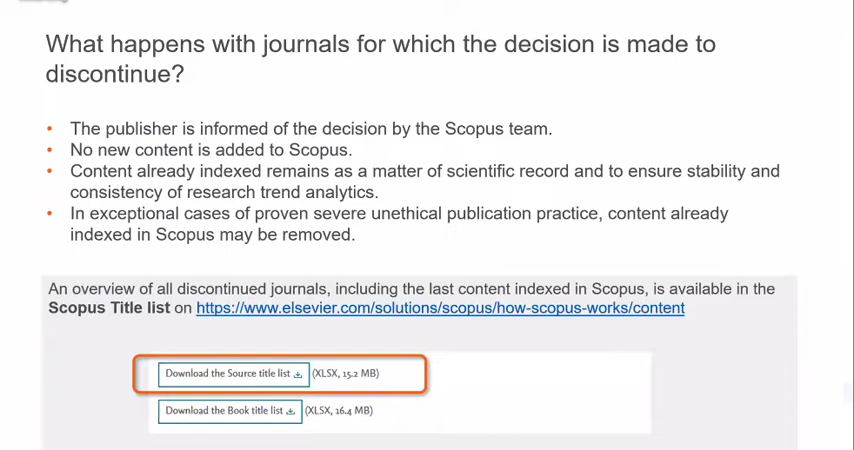 What happens with journals for which the decision is made to
discontinue?
• The publisher is informed of the decision by the Scopus team.
• No new content is added to Scopus.
• Content already indexed remains as a matter of scientific record and to ensure stability and
consistency of research trend analytics.
• In exceptional cases of proven severe unethical publication practice, content already
indexed in Scopus may be removed.
An overview of all discontinued journals, including the last content indexed in Scopus, is available in the
Scopus Title list on https://www.elsevier.com/solutions/scopus/how-scopus-works/content
Download the Source title list (XLSX, 15.2 MB)
Download the Book title list (XLSX, 16.4 MB)